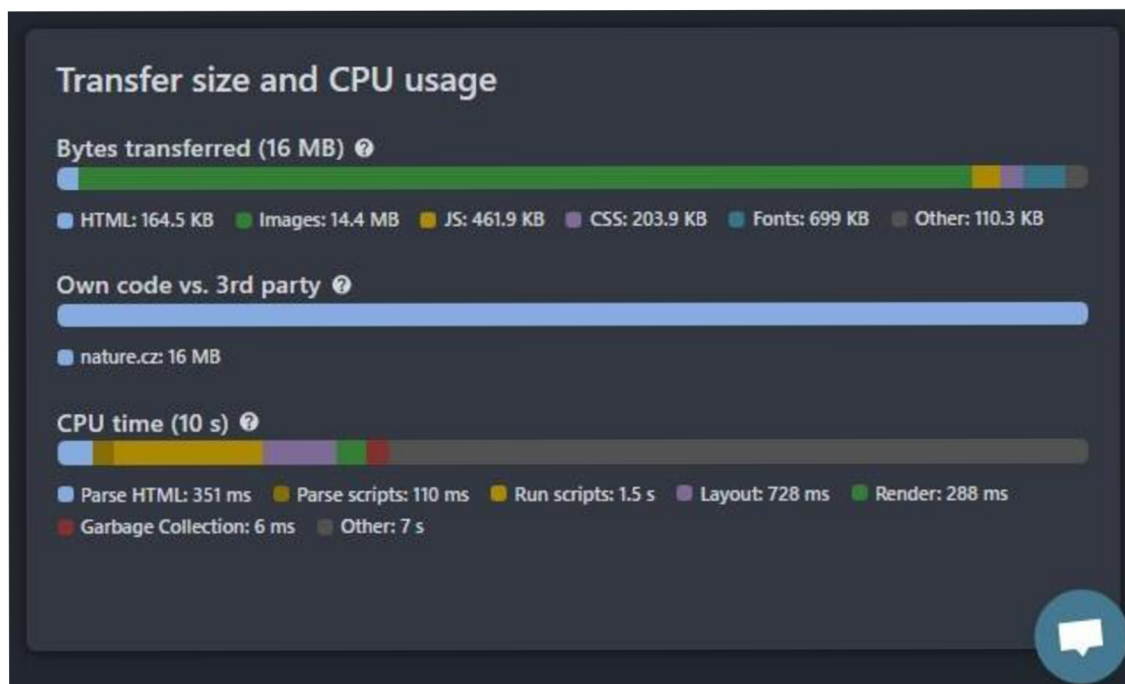 Transfer size and CPU usage
Bytes transferred (16 MB) ?
HTML: 164.5 KB Images: 14.4 MB JS: 461.9 KB CSS: 203.9 KB Fonts: 699 KB Other: 110.3 KB
Own code vs. 3rd party ?
nature.cz: 16 MB
CPU time (10 s) ?
Parse HTML: 351 ms Parse scripts: 110 ms Run scripts: 1.5 s Layout: 728 ms Render: 288 ms
Garbage Collection: 6 ms Other: 7 s